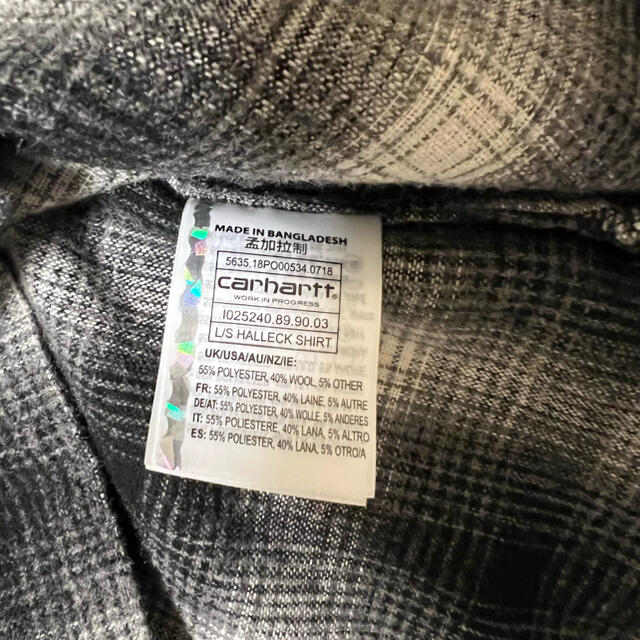 MADE IN BANGLADESH
孟加拉制
5635.18PO00534.0718
carhartt
WORK IN PROGRESS
I025240.89.90.03
L/S HALLECK SHIRT
UK/USA/AU/NZ/IE:
55% POLYESTER, 40% WOOL, 5% OTHER
FR: 55% POLYESTER, 40% LAINE, 5% AUTRE
DE/AT: 55% POLYESTER, 40% WOLLE, 5% ANDERES
IT: 55% POLIESTERE, 40% LANA, 5% ALTRO
ES: 55% POLIESTER, 40% LANA, 5% OTRO/A